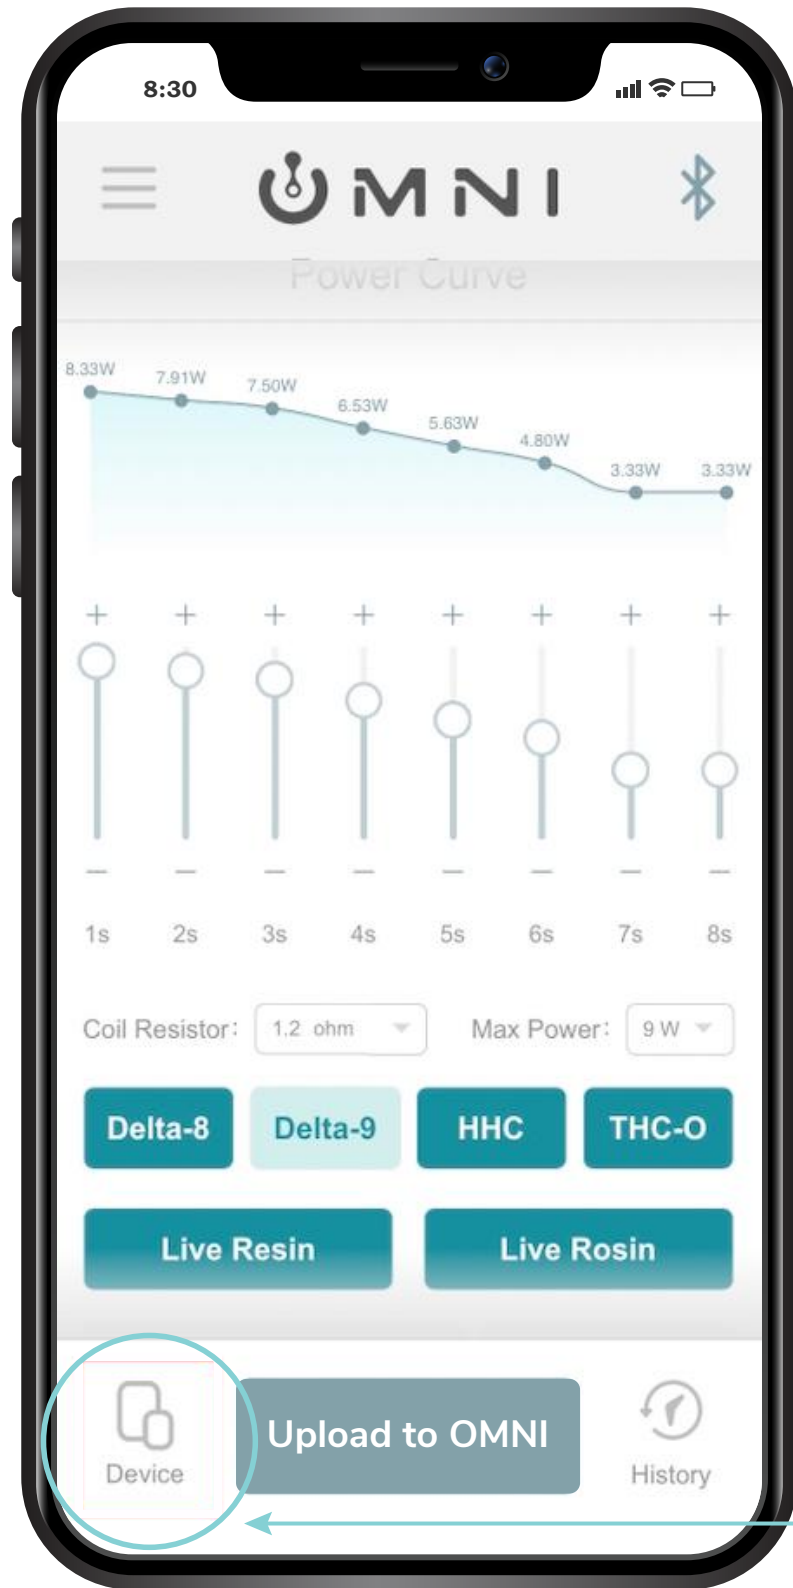 8:30
OMNI
Power Curve
8.33W 7.91W 7.50W 6.53W 5.63W 4.80W 3.33W 3.33W
+ + + + + + + +
— — — — — — — —
1s 2s 3s 4s 5s 6s 7s 8s
Coil Resistor: 1.2 ohm Max Power: 9 W
Delta-8 Delta-9 HHC THC-O
Live Resin Live Rosin
Device Upload to OMNI History